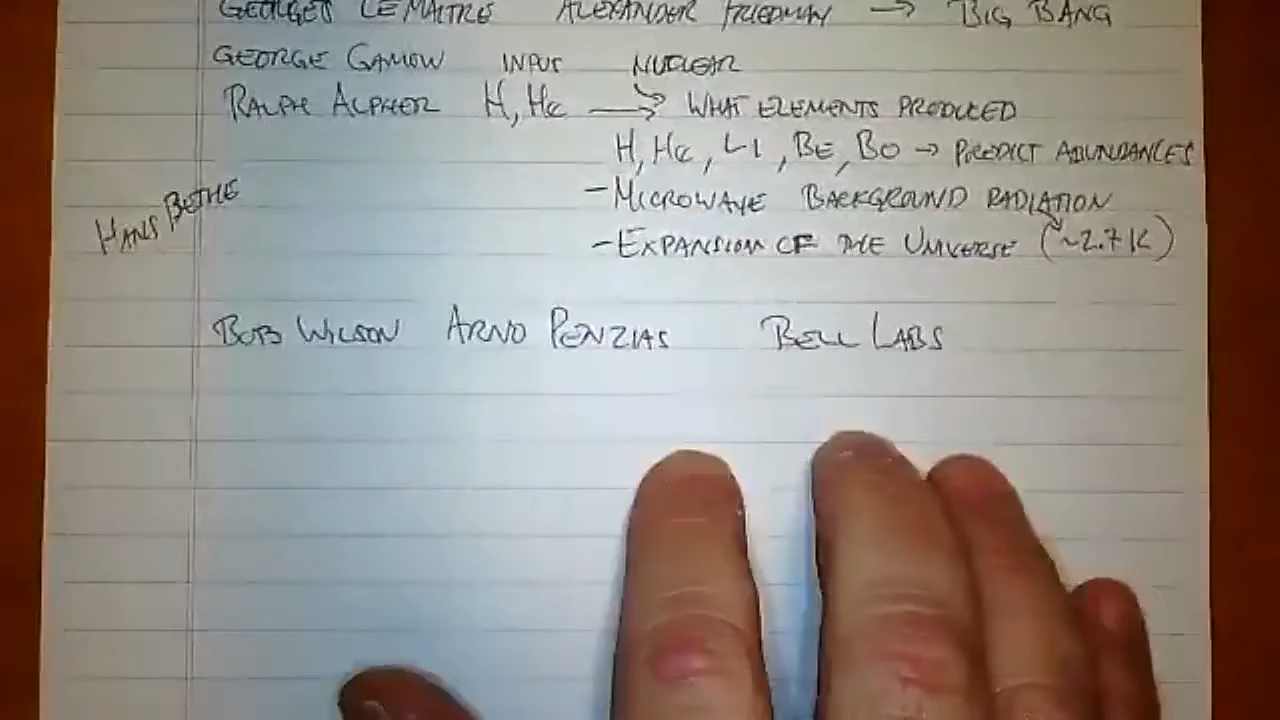 GEORGES LEMAITRE ALEXANDER FRIEDMAN → BIG BANG
GEORGE GAMOW INPUT NUCLEAR
RALPH ALPHER H, He → WHAT ELEMENTS PRODUCED
H, He, LI, BE, BO → PREDICT ABUNDANCES
HANS BETHE
- MICROWAVE BACKGROUND RADIATION
- EXPANSION OF THE UNIVERSE (~2.7K)
BOB WILSON ARNO PENZIAS BELL LABS